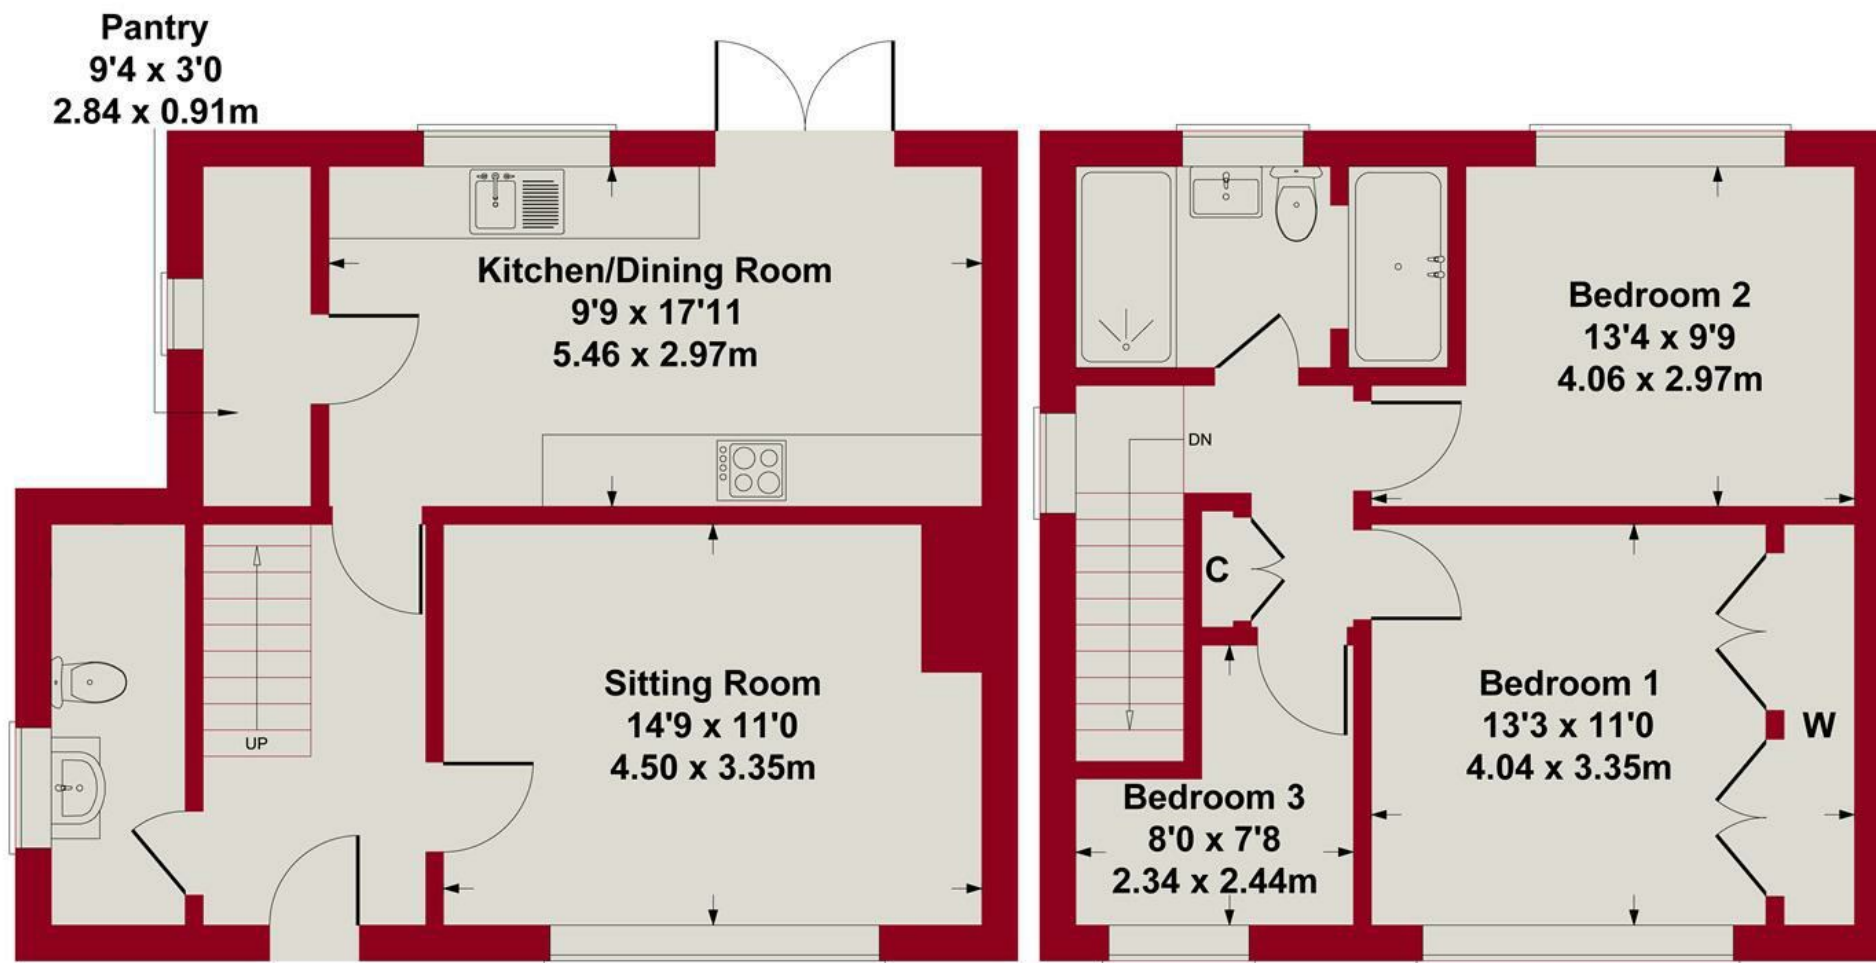 Pantry
9'4 x 3'0
2.84 x 0.91m
Kitchen/Dining Room
9'9 x 17'11
5.46 x 2.97m
UP
Sitting Room
14'9 x 11'0
4.50 x 3.35m
Bedroom 2
13'4 x 9'9
4.06 x 2.97m
DN
C
Bedroom 1
13'3 x 11'0
4.04 x 3.35m
W
Bedroom 3
8'0 x 7'8
2.34 x 2.44m